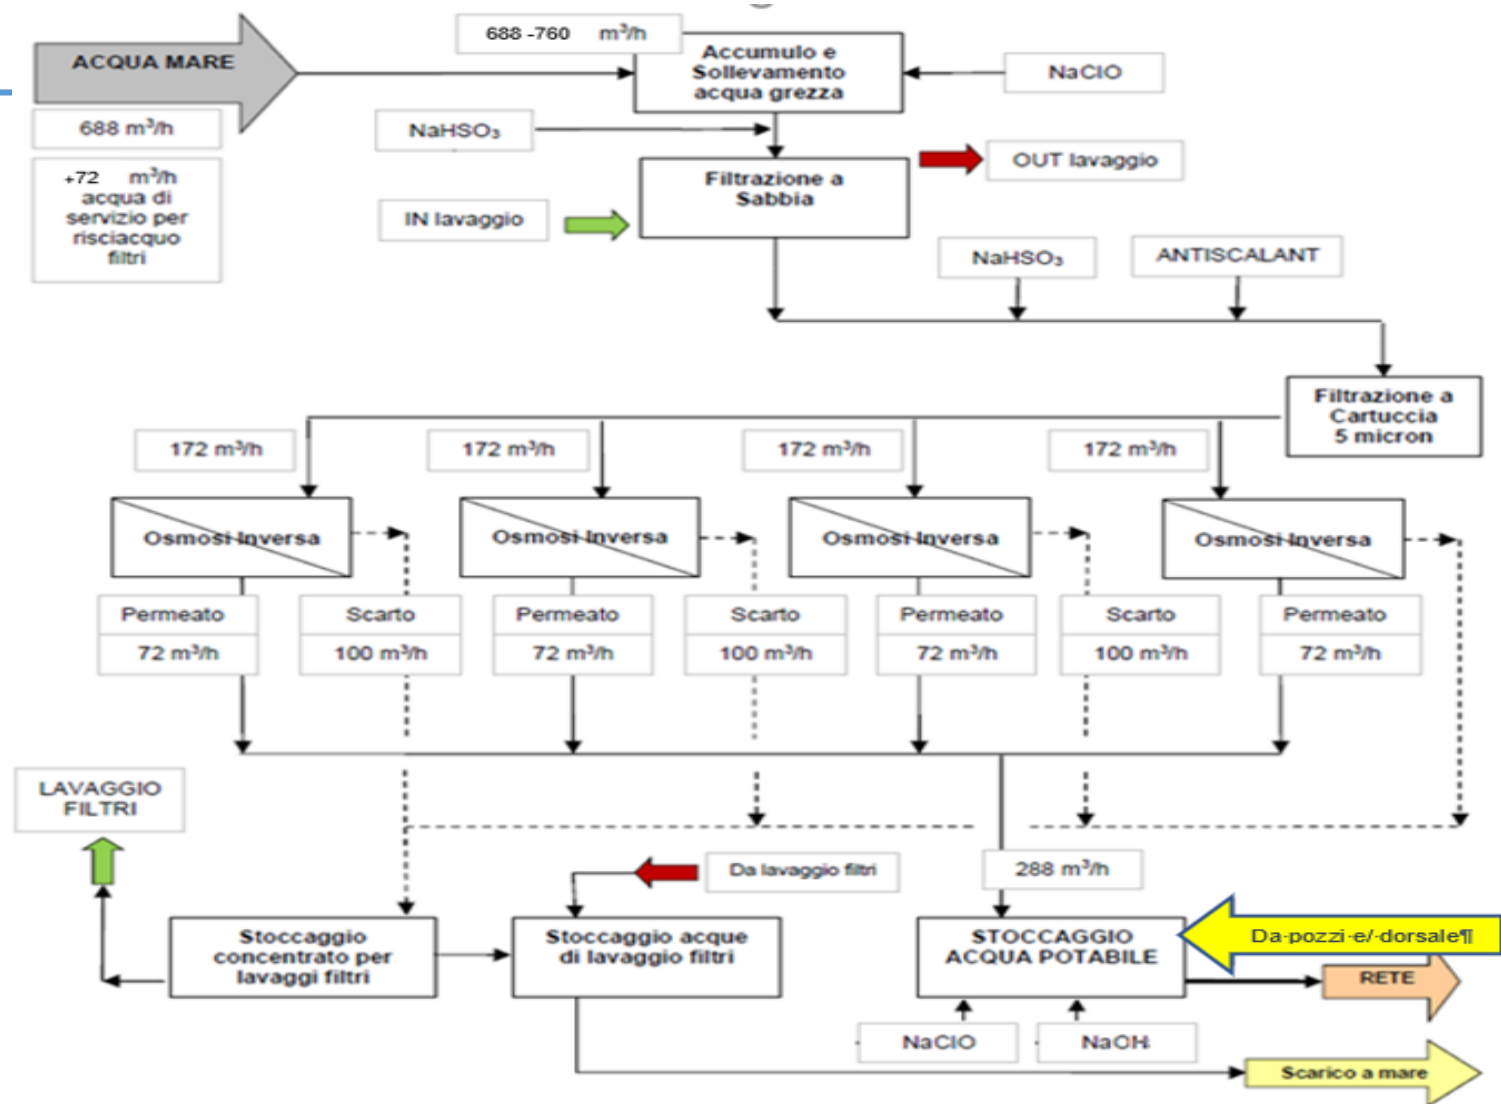 688 -760 m³/h
ACQUA MARE
Accumulo e
Sollevamento
acqua grezza
NaClO
688 m³/h
NaHSO₃
+72 m³/h
acqua di
servizio per
risciacquo
filtri
Filtrazione a
Sabbia
OUT lavaggio
IN lavaggio
NaHSO₃
ANTISCALANT
Filtrazione a
Cartuccia
5 micron
172 m³/h
172 m³/h
172 m³/h
172 m³/h
Osmosi Inversa
Osmosi Inversa
Osmosi Inversa
Osmosi Inversa
Permeato
72 m³/h
Scarto
100 m³/h
Permeato
72 m³/h
Scarto
100 m³/h
Permeato
72 m³/h
Scarto
100 m³/h
Permeato
72 m³/h
LAVAGGIO
FILTRI
Da lavaggio filtri
288 m³/h
Stoccaggio
concentrato per
lavaggi filtri
Stoccaggio acque
di lavaggio filtri
STOCCAGGIO
ACQUA POTABILE
Da·pozzi·e/·dorsale¶
RETE
NaClO
NaOH
Scarico a mare